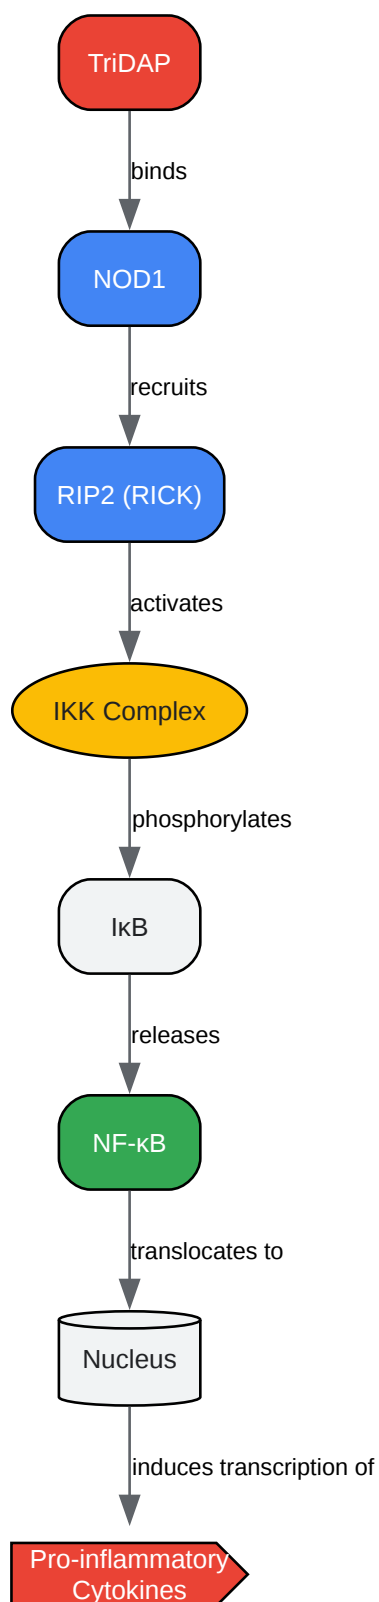 TriDAP
binds
NOD1
recruits
RIP2 (RICK)
activates
IKK Complex
phosphorylates
IκB
releases
NF-κB
translocates to
Nucleus
induces transcription of
Pro-inflammatory
Cytokines